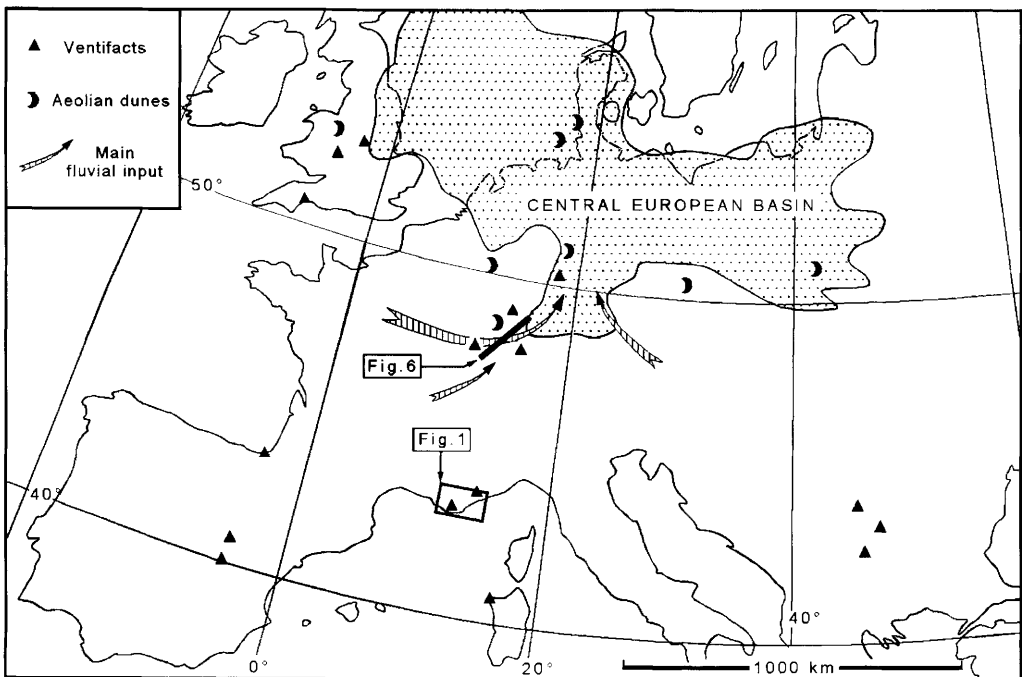 Ventifacts
Aeolian dunes
Main
fluvial input
50°
CENTRAL EUROPEAN BASIN
Fig.6
Fig.1
40°
40°
0°
20°
1000 km